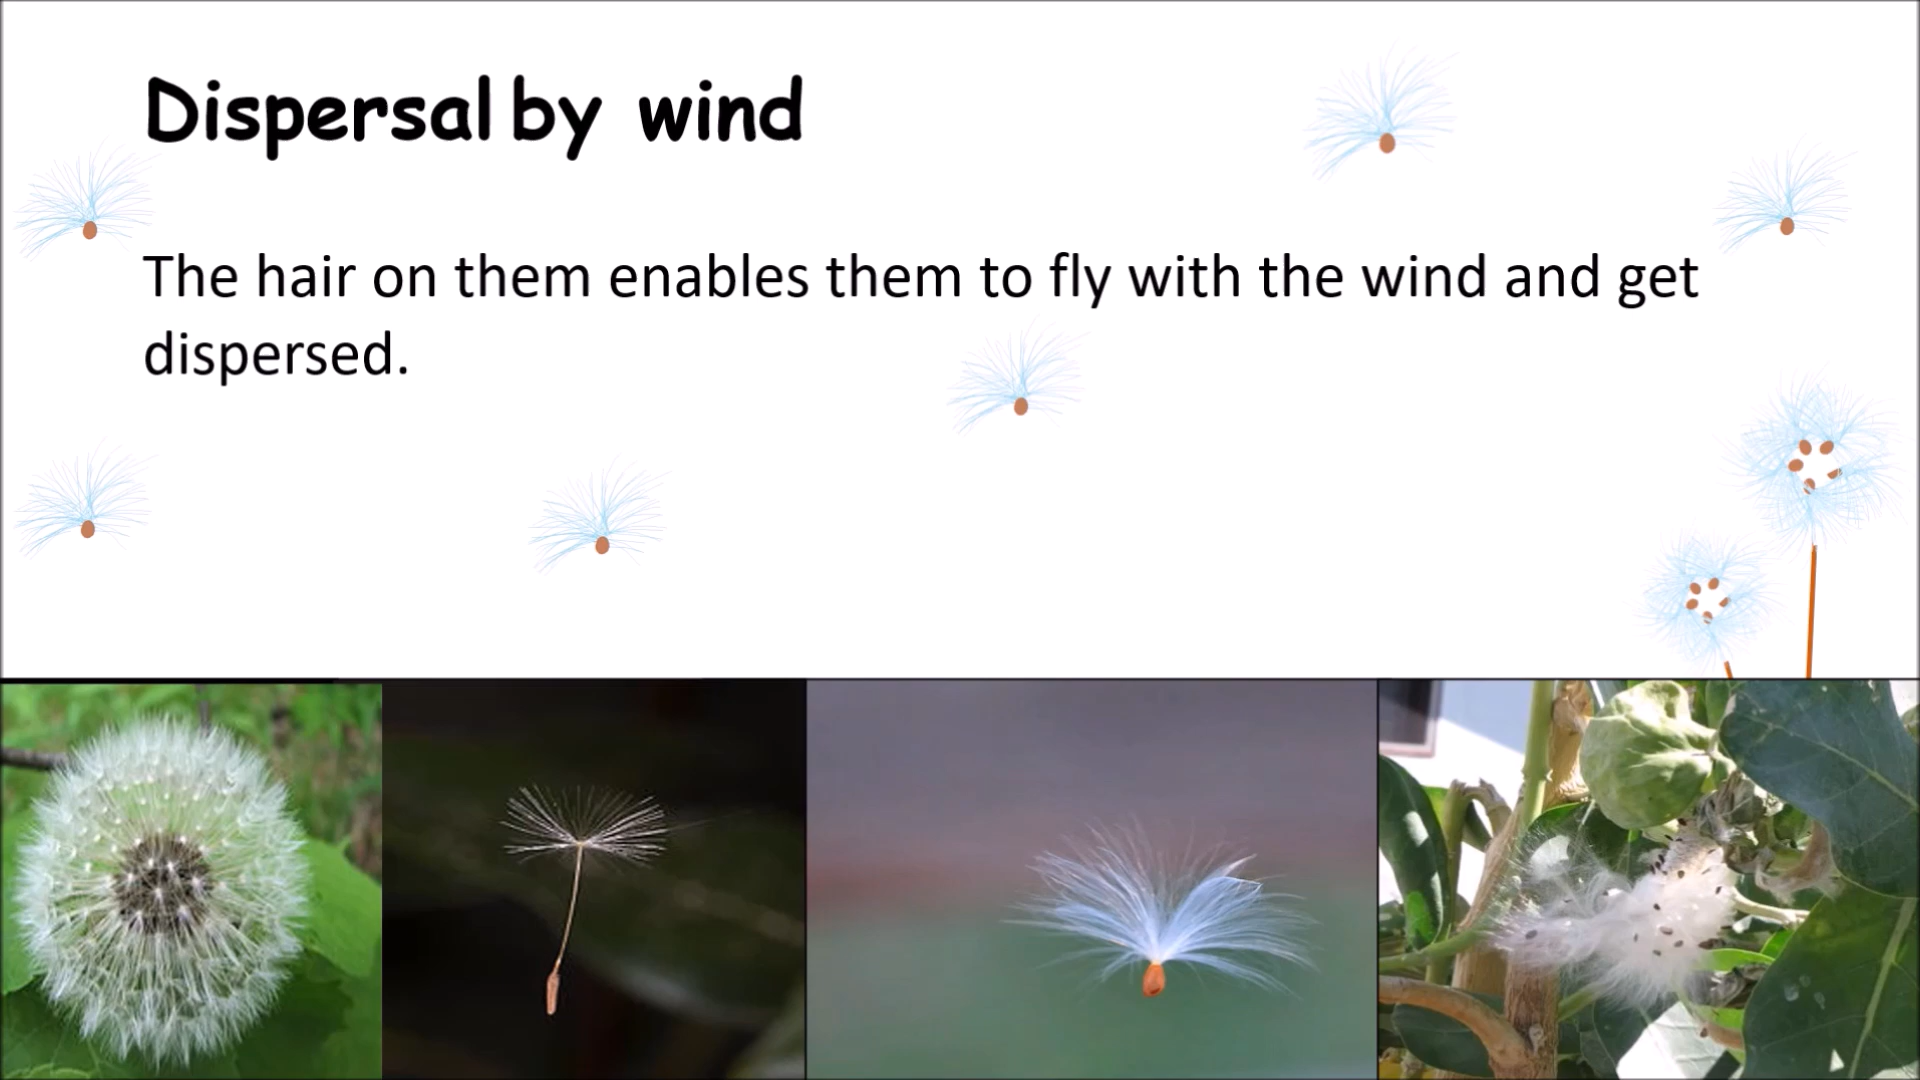 Dispersal by wind
The hair on them enables them to fly with the wind and get
dispersed.